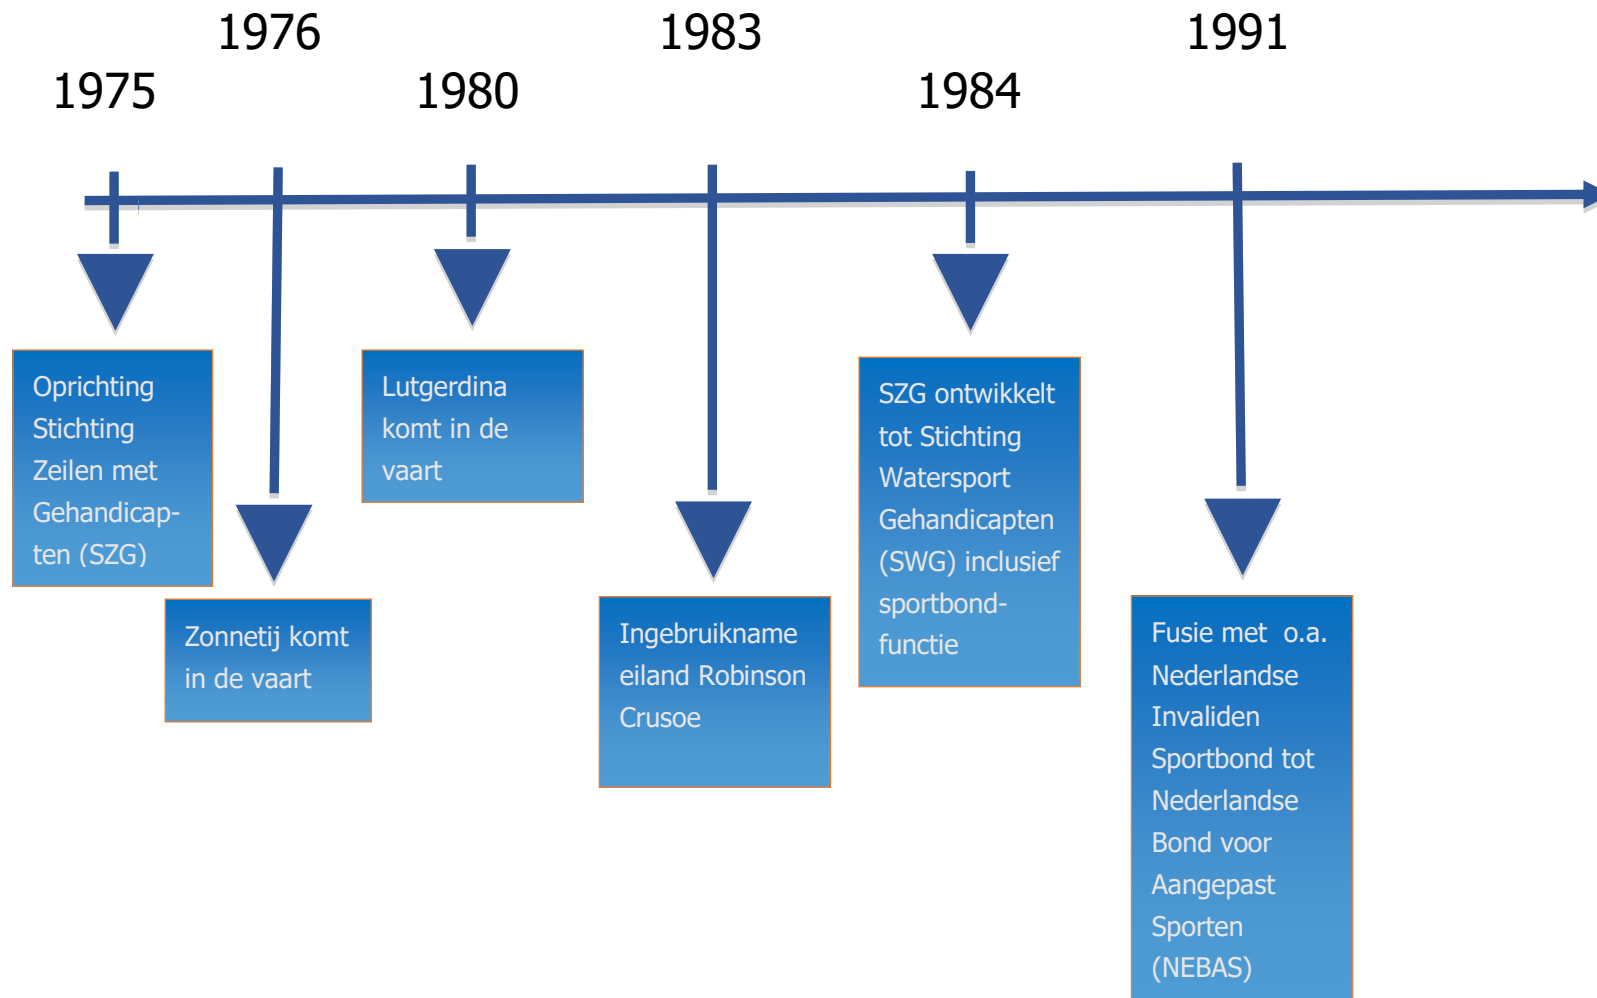 1976
1983
1991
1975
1980
1984
Oprichting
Stichting
Zeilen met
Gehandicap-
ten (SZG)
Zonnetij komt
in de vaart
Lutgerdina
komt in de
vaart
Ingebruikname
eiland Robinson
Crusoe
SZG ontwikkelt
tot Stichting
Watersport
Gehandicapten
(SWG) inclusief
sportbond-
functie
Fusie met  o.a.
Nederlandse
Invaliden
Sportbond tot
Nederlandse
Bond voor
Aangepast
Sporten
(NEBAS)